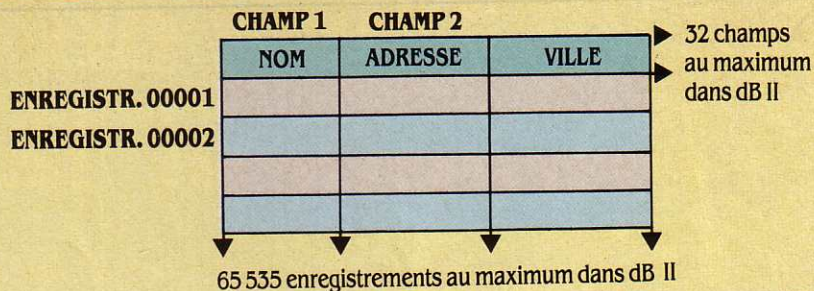 CHAMP 1 CHAMP 2
NOM ADRESSE VILLE
32 champs
au maximum
dans dB II
ENREGISTR. 00001
ENREGISTR. 00002
65 535 enregistrements au maximum dans dB II